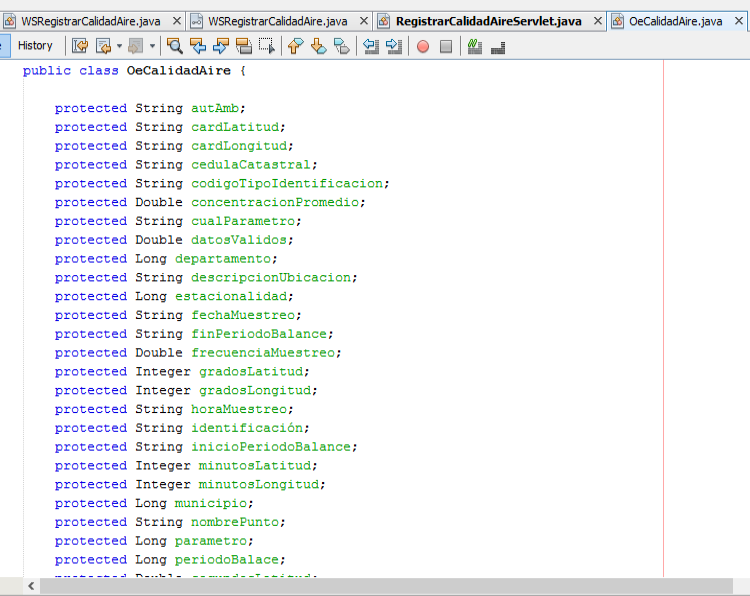 WSRegistrarCalidadAire.java WSRegistrarCalidadAire.java RegistrarCalidadAireServlet.java OeCalidadAire.java
History
public class OeCalidadAire {
protected String autAmb;
protected String cardLatitud;
protected String cardLongitud;
protected String cedulaCatastral;
protected String codigoTipoIdentificacion;
protected Double concentracionPromedio;
protected String cualParametro;
protected Double datosValidos;
protected Long departamento;
protected String descripcionUbicacion;
protected Long estacionalidad;
protected String fechaMuestreo;
protected String finPeriodoBalance;
protected Double frecuenciaMuestreo;
protected Integer gradosLatitud;
protected Integer gradosLongitud;
protected String horaMuestreo;
protected String identificación;
protected String inicioPeriodoBalance;
protected Integer minutosLatitud;
protected Integer minutosLongitud;
protected Long municipio;
protected String nombrePunto;
protected Long parametro;
protected Long periodoBalace;
protected Double segundosLatitud;